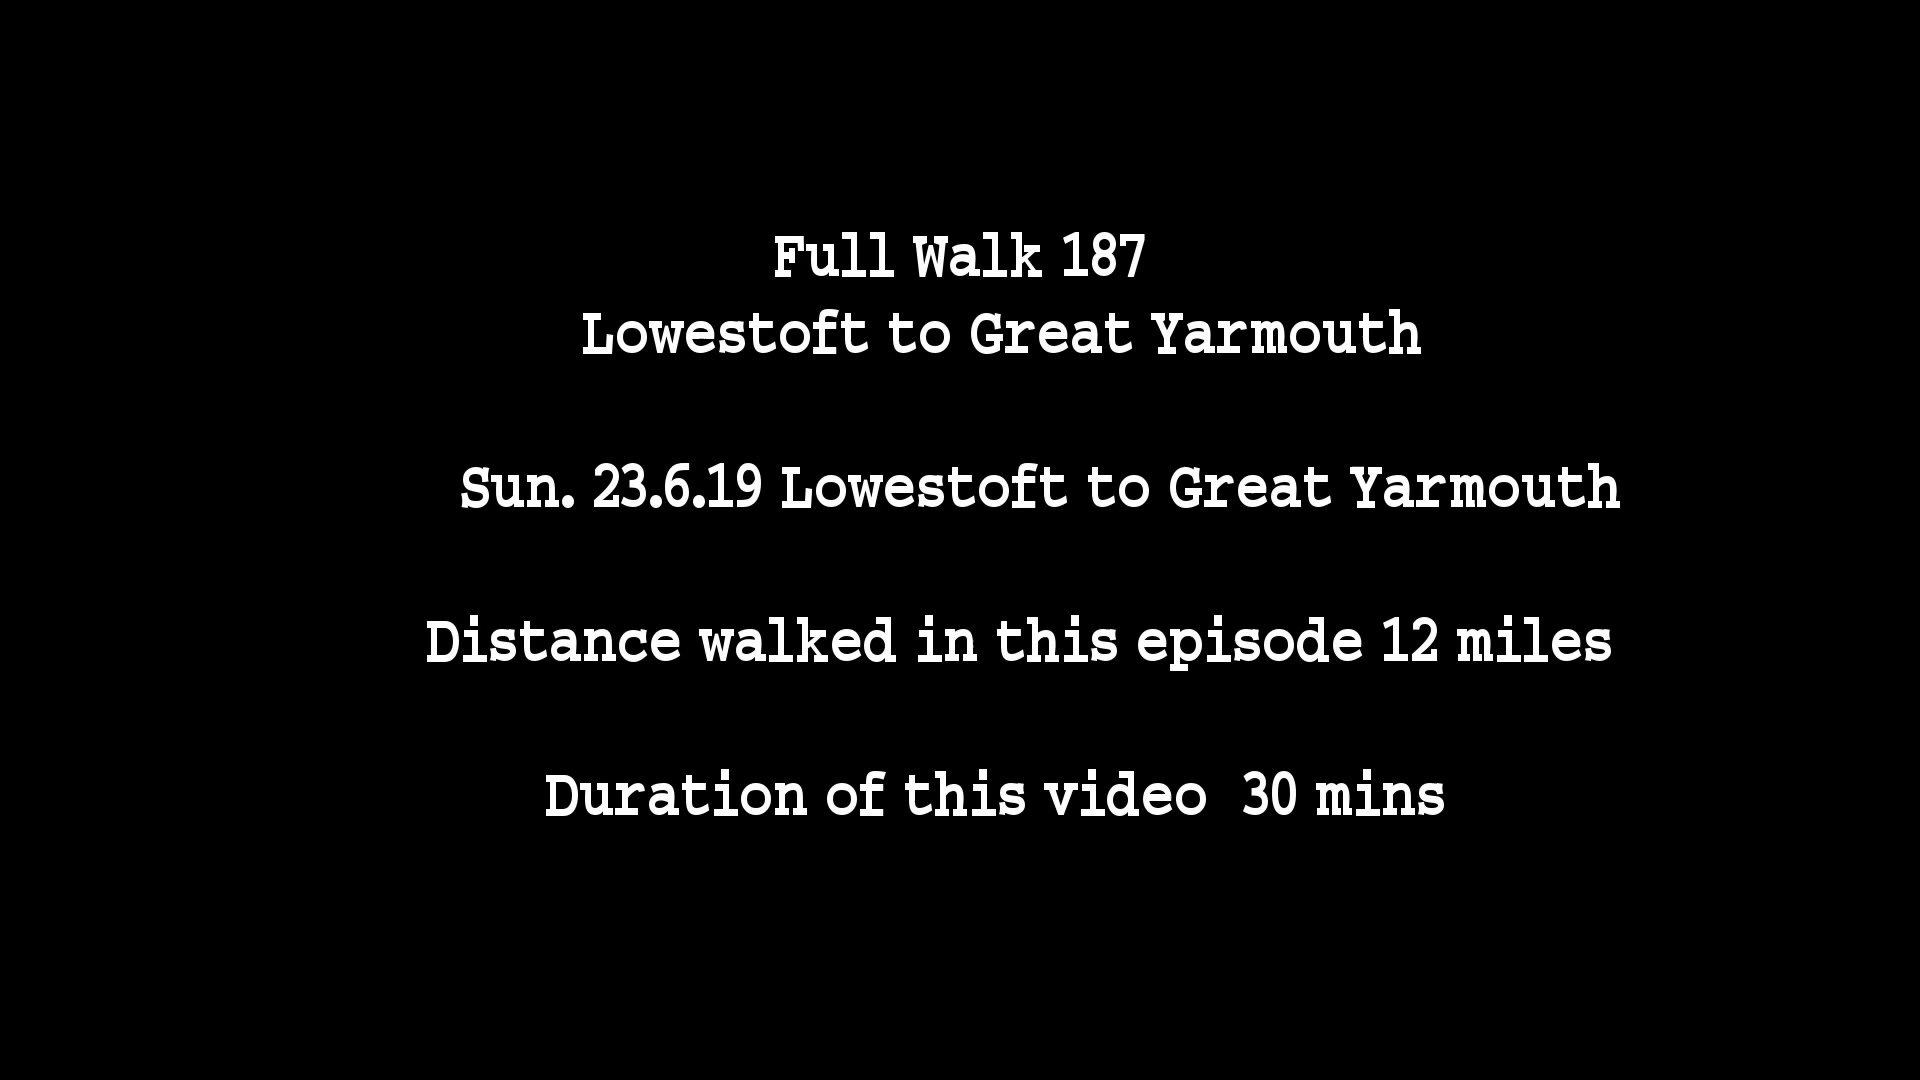 Full Walk 187
Lowestoft to Great Yarmouth
Sun. 23.6.19 Lowestoft to Great Yarmouth
Distance walked in this episode 12 miles
Duration of this video  30 mins